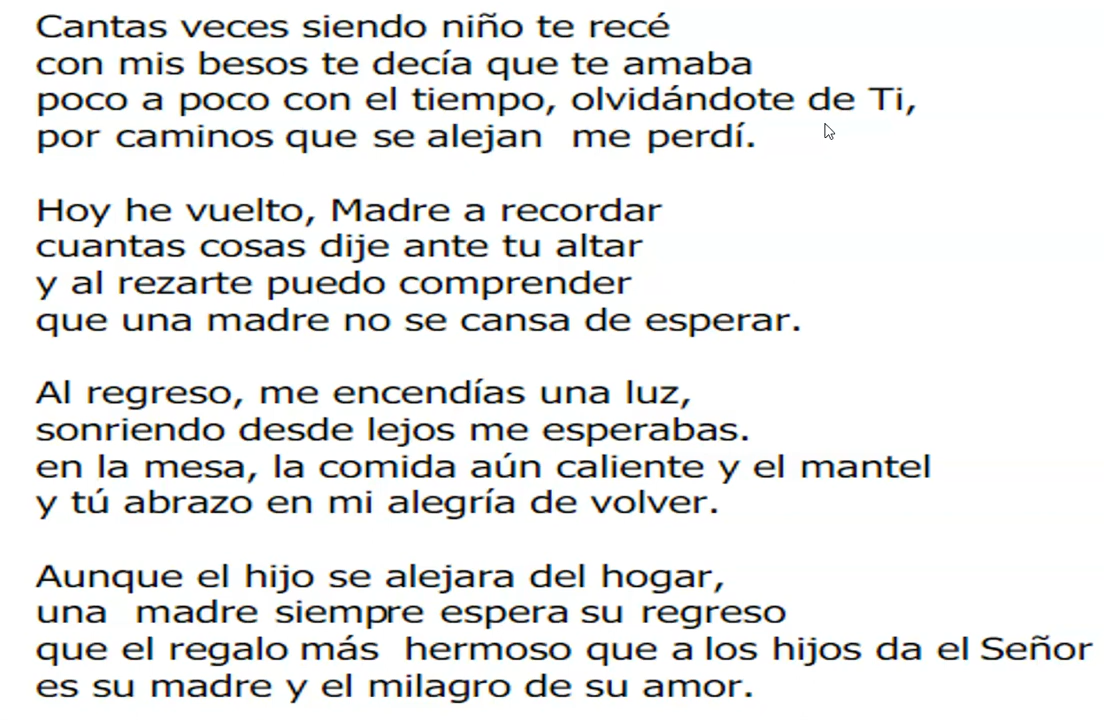 Cantas veces siendo niño te recé
con mis besos te decía que te amaba
poco a poco con el tiempo, olvidándote de Ti,
por caminos que se alejan me perdí.
Hoy he vuelto, Madre a recordar
cuantas cosas dije ante tu altar
y al rezarte puedo comprender
que una madre no se cansa de esperar.
Al regreso, me encendías una luz,
sonriendo desde lejos me esperabas.
en la mesa, la comida aún caliente y el mantel
y tú abrazo en mi alegría de volver.
Aunque el hijo se alejara del hogar,
una madre siempre espera su regreso
que el regalo más hermoso que a los hijos da el Señor
es su madre y el milagro de su amor.